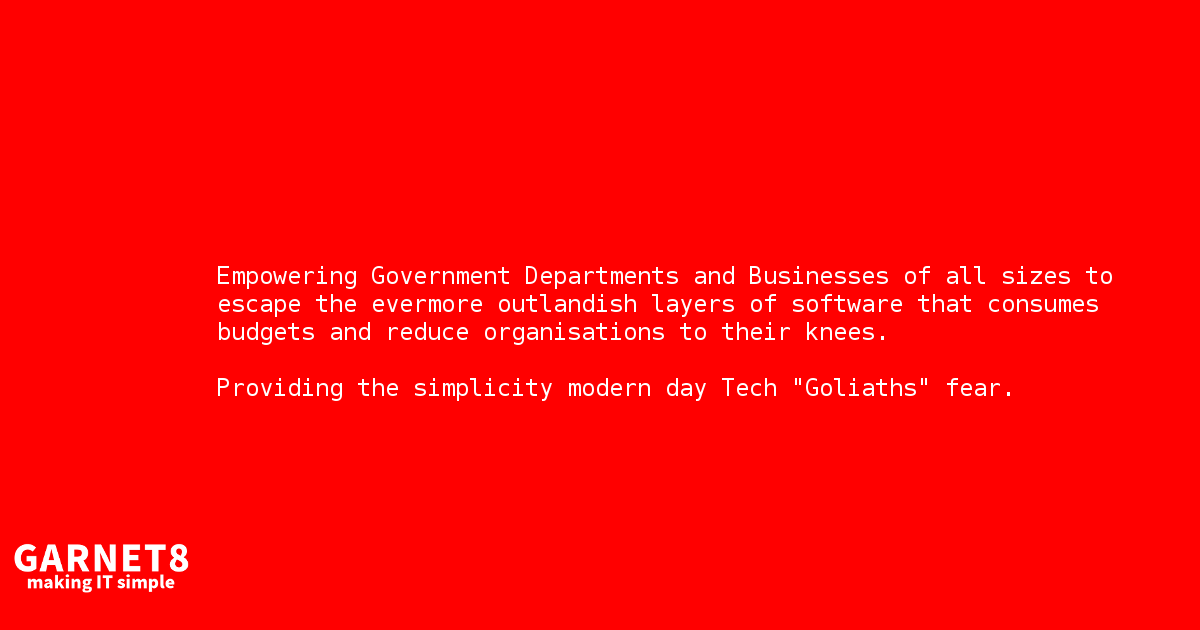 Empowering Government Departments and Businesses of all sizes to
escape the evermore outlandish layers of software that consumes
budgets and reduce organisations to their knees.
Providing the simplicity modern day Tech "Goliaths" fear.
GARNET8
making IT simple